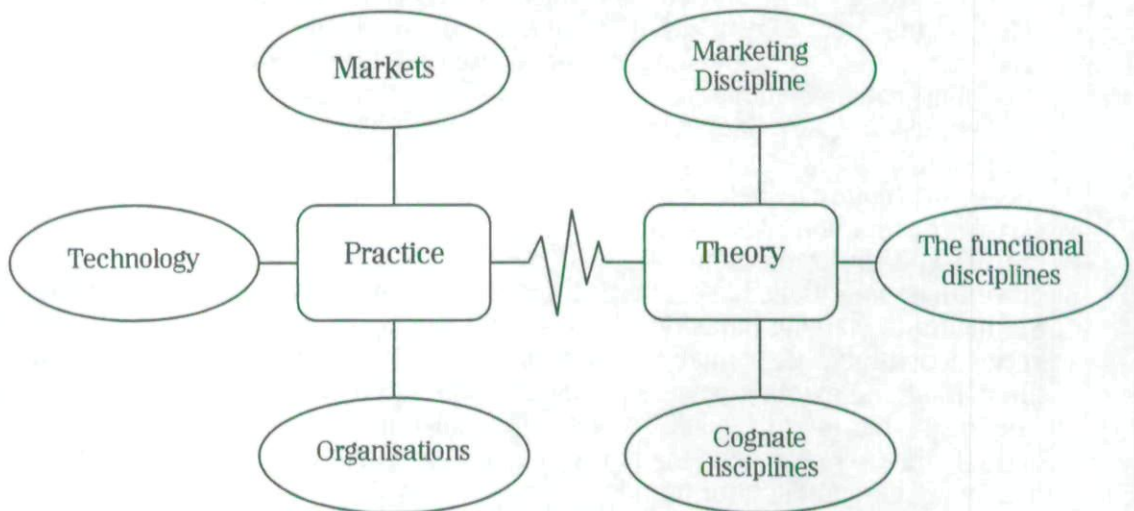 Markets
Marketing
Discipline
Technology
Practice
Theory
The functional
disciplines
Organisations
Cognate
disciplines